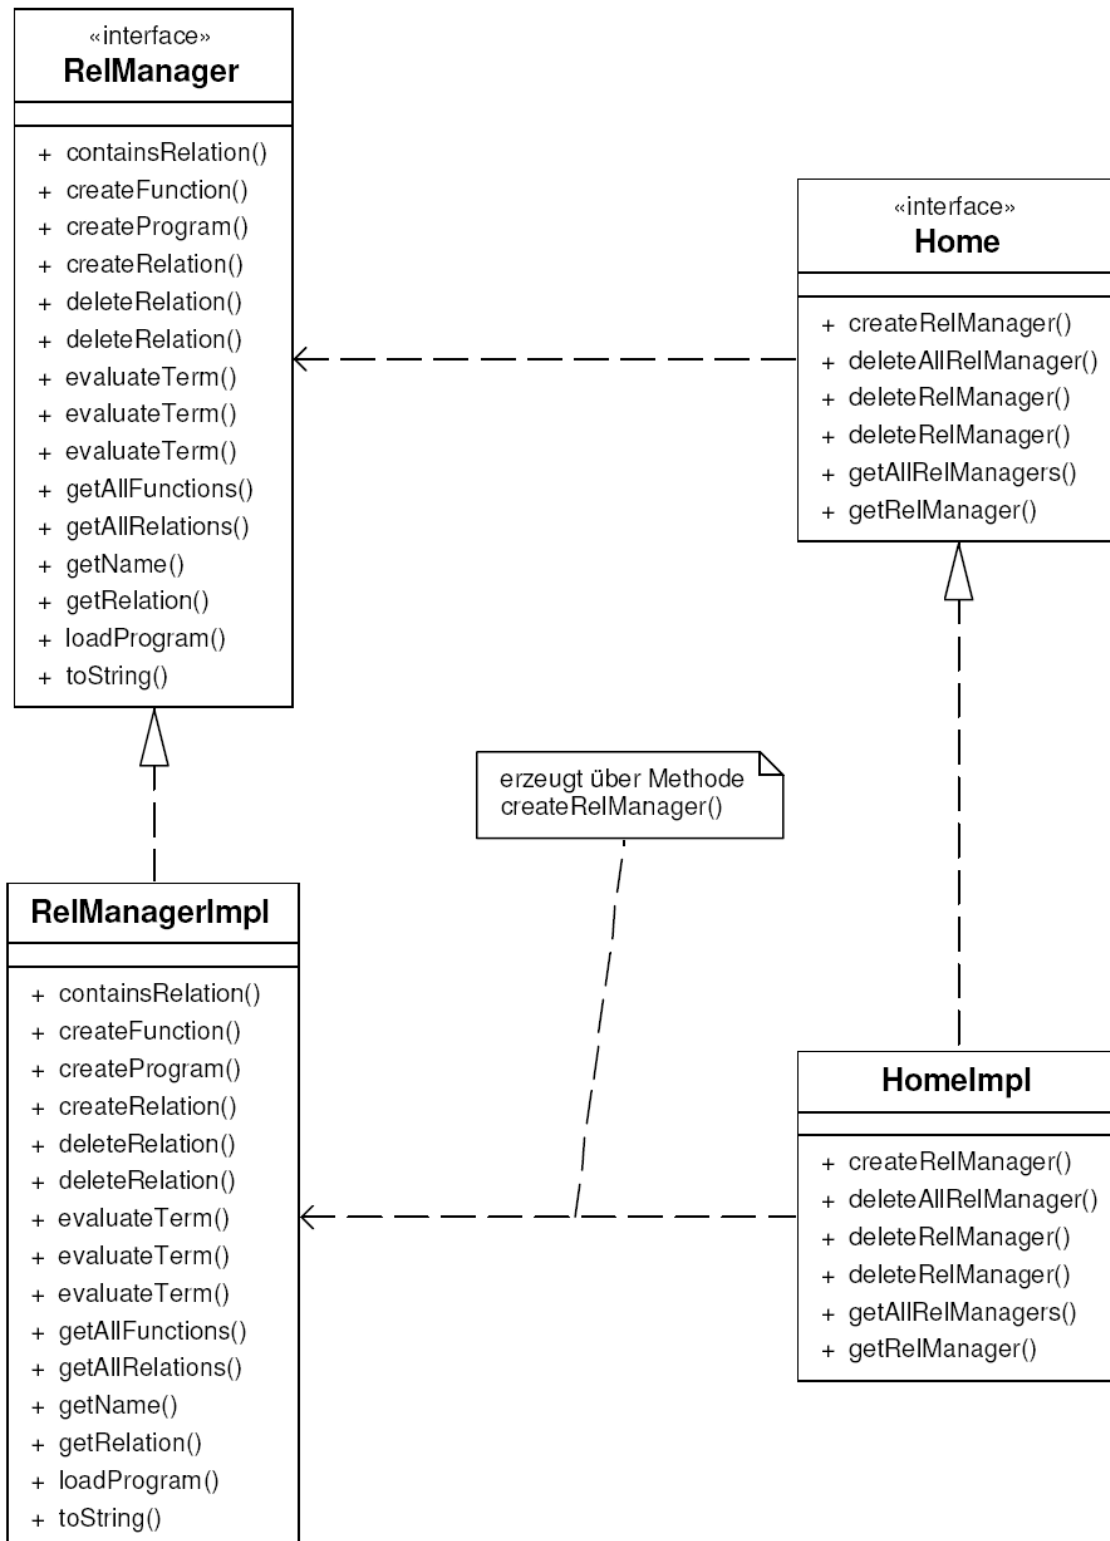 «interface»
RelManager
+ containsRelation()
+ createFunction()
+ createProgram()
+ createRelation()
+ deleteRelation()
+ deleteRelation()
+ evaluateTerm()
+ evaluateTerm()
+ evaluateTerm()
+ getAllFunctions()
+ getAllRelations()
+ getName()
+ getRelation()
+ loadProgram()
+ toString()
«interface»
Home
+ createRelManager()
+ deleteAllRelManager()
+ deleteRelManager()
+ deleteRelManager()
+ getAllRelManagers()
+ getRelManager()
erzeugt über Methode
createRelManager()
RelManagerImpl
+ containsRelation()
+ createFunction()
+ createProgram()
+ createRelation()
+ deleteRelation()
+ deleteRelation()
+ evaluateTerm()
+ evaluateTerm()
+ evaluateTerm()
+ getAllFunctions()
+ getAllRelations()
+ getName()
+ getRelation()
+ loadProgram()
+ toString()
HomeImpl
+ createRelManager()
+ deleteAllRelManager()
+ deleteRelManager()
+ deleteRelManager()
+ getAllRelManagers()
+ getRelManager()